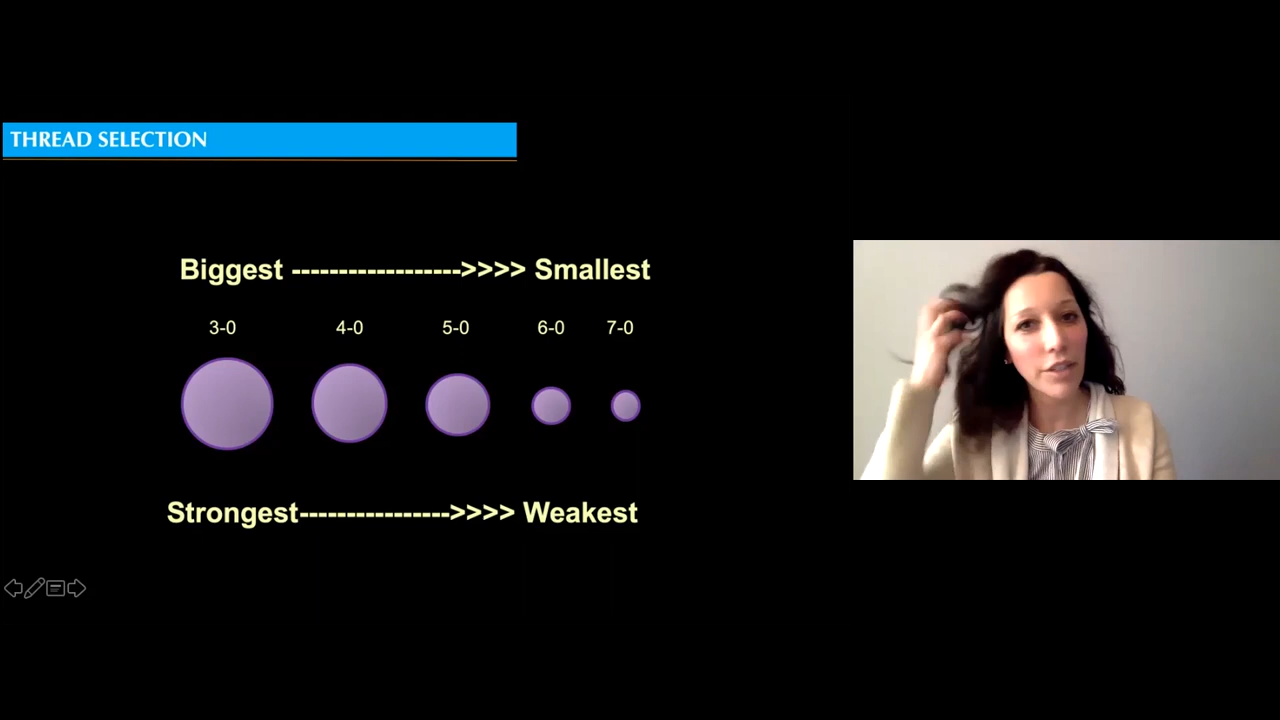 THREAD SELECTION
Biggest ------------------>>>> Smallest
3-0 4-0 5-0 6-0 7-0
Strongest---------------->>>> Weakest